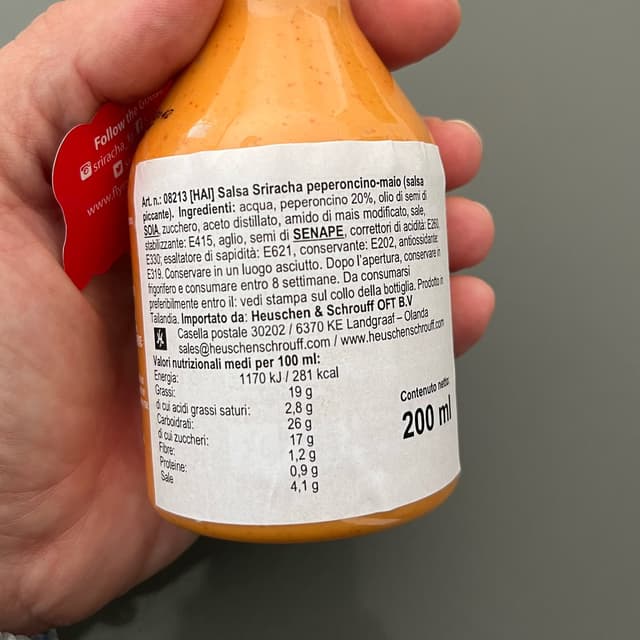 Follow the
sriracha
www.fly
Art. n.: 08213 [HAI] Salsa Sriracha peperoncino-maio (salsa
piccante). Ingredienti: acqua, peperoncino 20%, olio di semi di
SOIA, zucchero, aceto distillato, amido di mais modificato, sale,
stabilizzante: E415, aglio, semi di SENAPE, correttori di acidità: E260,
E330; esaltatore di sapidità: E621, conservante: E202, antiossidante:
E319. Conservare in un luogo asciutto. Dopo l'apertura, conservare in
frigorifero e consumare entro 8 settimane. Da consumarsi
preferibilmente entro il: vedi stampa sul collo della bottiglia. Prodotto in
Tailandia. Importato da: Heuschen & Schrouff OFT B.V
Casella postale 30202 / 6370 KE Landgraaf – Olanda
sales@heuschenschrouff.com / www.heuschenschrouff.com
Valori nutrizionali medi per 100 ml:
Energia: 1170 kJ / 281 kcal
Grassi: 19 g
di cui acidi grassi saturi: 2,8 g
Carboidrati: 26 g
di cui zuccheri: 17 g
Fibre: 1,2 g
Proteine: 0,9 g
Sale 4,1 g
Contenuto netto:
200 ml